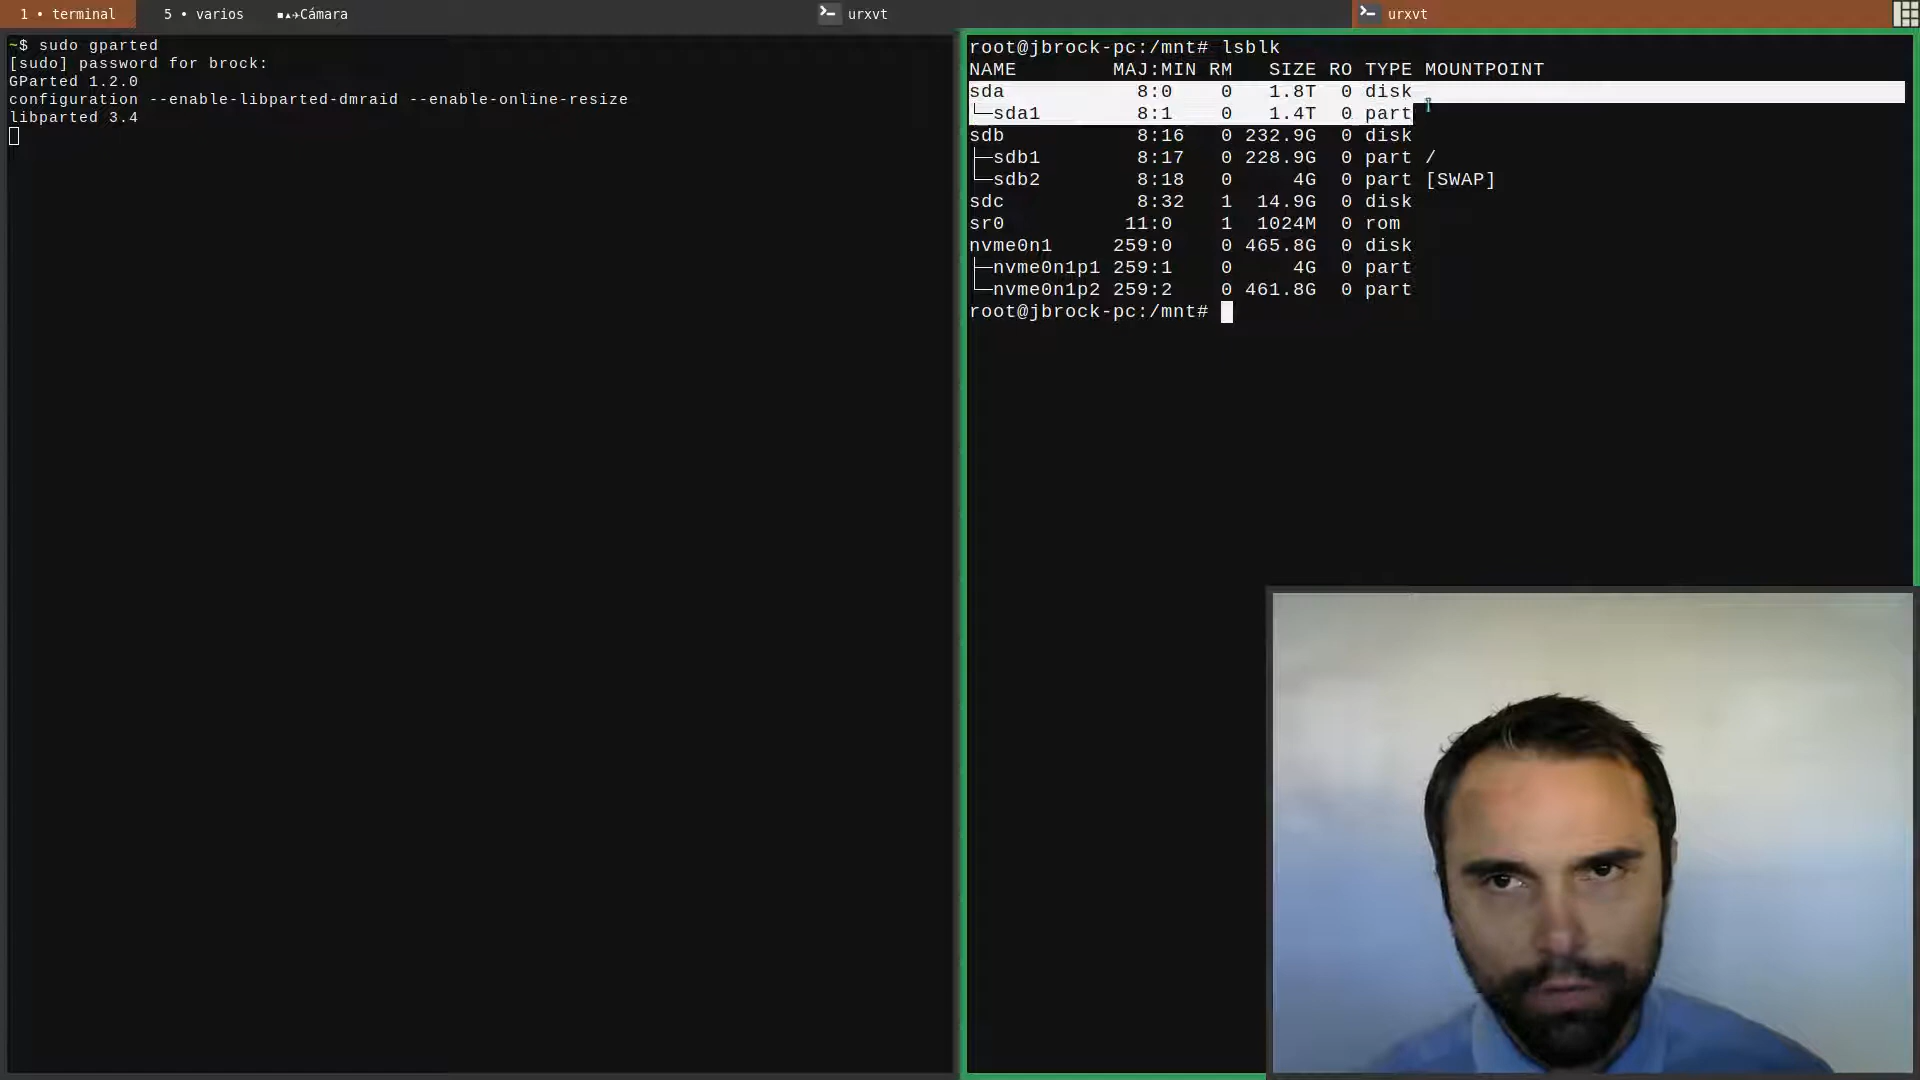 1 • terminal
5 • varios
Cámara
urxvt
urxvt
~$ sudo gparted
[sudo] password for brock:
GParted 1.2.0
configuration --enable-libparted-dmraid --enable-online-resize
libparted 3.4
root@jbrock-pc:/mnt# lsblk
NAME MAJ:MIN RM SIZE RO TYPE MOUNTPOINT
sda 8:0 0 1.8T 0 disk
└─sda1 8:1 0 1.4T 0 part
sdb 8:16 0 232.9G 0 disk
├─sdb1 8:17 0 228.9G 0 part /
└─sdb2 8:18 0 4G 0 part [SWAP]
sdc 8:32 1 14.9G 0 disk
sr0 11:0 1 1024M 0 rom
nvme0n1 259:0 0 465.8G 0 disk
├─nvme0n1p1 259:1 0 4G 0 part
└─nvme0n1p2 259:2 0 461.8G 0 part
root@jbrock-pc:/mnt#